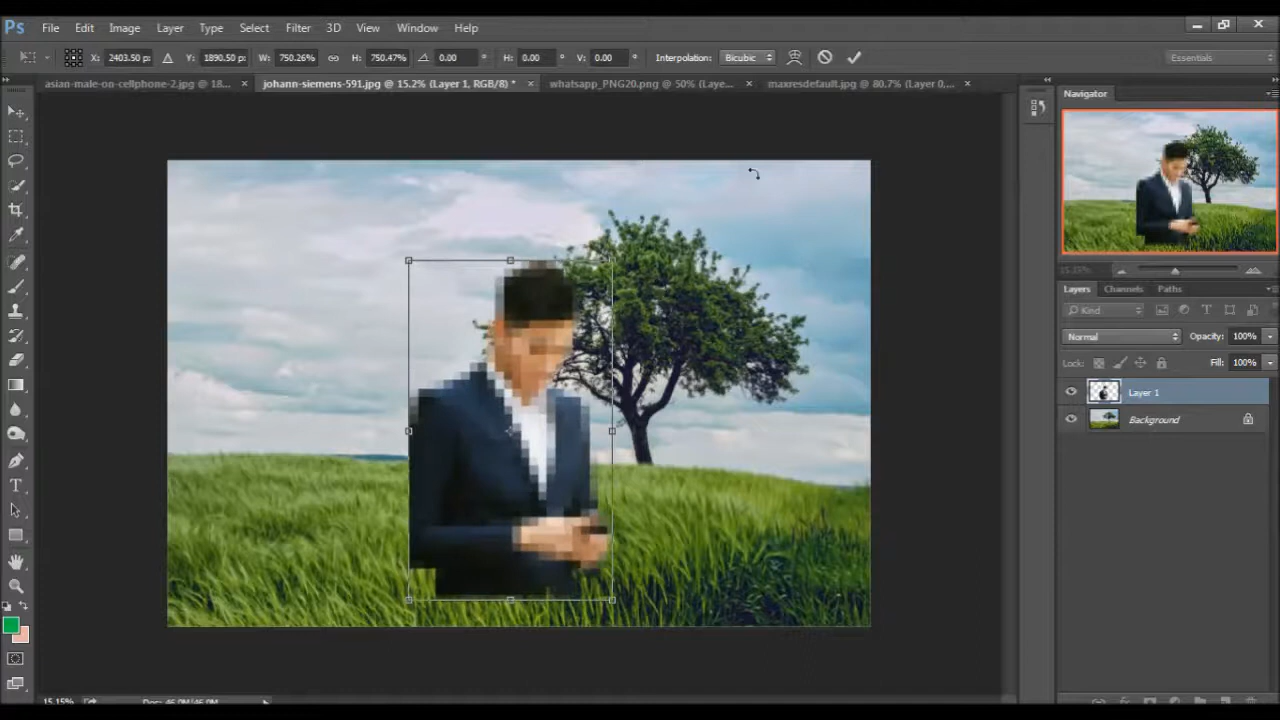 Ps File Edit Image Layer Type Select Filter 3D View Window Help
X: 2403.50 px Y: 1890.50 px W: 750.26% H: 750.47% 0.00 ° H: 0.00 ° V: 0.00 ° Interpolation: Bicubic Essentials
asian-male-on-cellphone-2.jpg @ 18... × johann-siemens-591.jpg @ 15.2% (Layer 1, RGB/8) * × whatsapp_PNG20.png @ 50% (Laye... × maxresdefault.jpg @ 80.7% (Layer 0,... ×
Navigator
15.15%
Layers Channels Paths
Kind
Normal Opacity: 100%
Lock: Fill: 100%
Layer 1
Background
T
15.15% Doc: 46.0M/46.0M